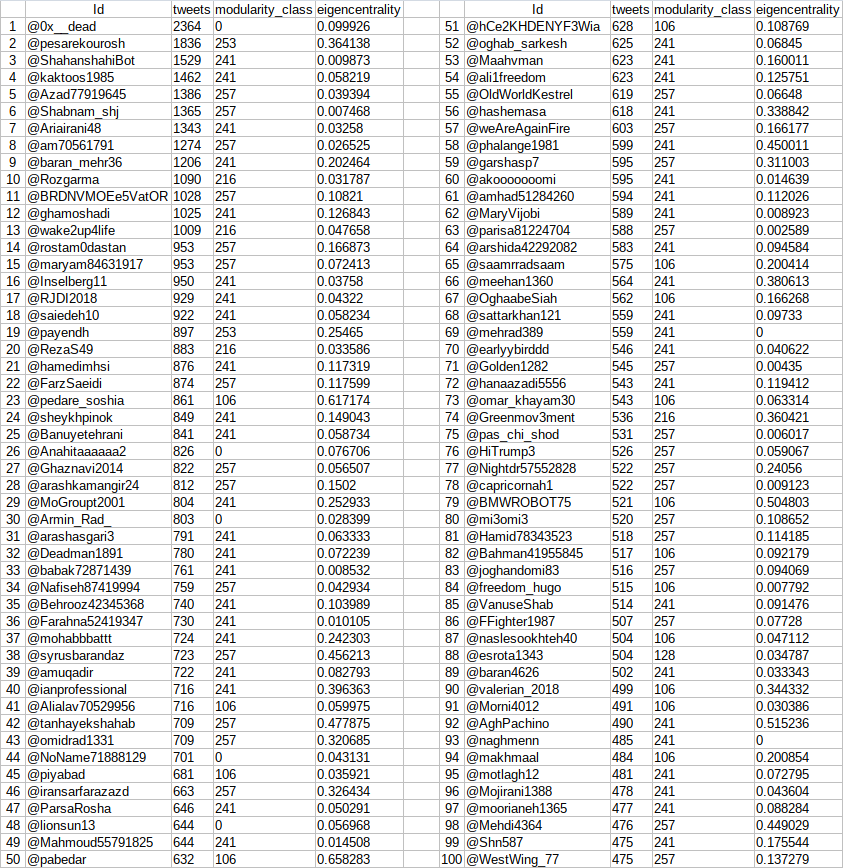 Id tweets modularity_class eigencentrality Id tweets modularity_class eigencentrality
1 @0x__dead 2364 0 0.099926 51 @hCe2KHDENYF3Wia 628 106 0.108769
2 @pesarekourosh 1836 253 0.364138 52 @oghab_sarkesh 625 241 0.06845
3 @ShahanshahiBot 1529 241 0.009873 53 @Maahvman 623 241 0.160011
4 @kaktoos1985 1462 241 0.058219 54 @ali1freedom 623 241 0.125751
5 @Azad77919645 1386 257 0.039394 55 @OldWorldKestrel 619 257 0.06648
6 @Shabnam_shj 1365 257 0.007468 56 @hashemasa 618 241 0.338842
7 @Ariairani48 1343 241 0.03258 57 @weAreAgainFire 603 257 0.166177
8 @am70561791 1274 257 0.026525 58 @phalange1981 599 241 0.450011
9 @baran_mehr36 1206 241 0.202464 59 @garshasp7 595 257 0.311003
10 @Rozgarma 1090 216 0.031787 60 @akooooooomi 595 241 0.014639
11 @BRDNVMOEe5VatOR 1028 257 0.10821 61 @amhad51284260 594 241 0.112026
12 @ghamoshadi 1025 241 0.126843 62 @MaryVijobi 589 241 0.008923
13 @wake2up4life 1009 216 0.047658 63 @parisa81224704 588 257 0.002589
14 @rostam0dastan 953 257 0.166873 64 @arshida42292082 583 241 0.094584
15 @maryam84631917 953 257 0.072413 65 @saamrradsaam 575 106 0.200414
16 @Inselberg11 950 241 0.03758 66 @meehan1360 564 241 0.380613
17 @RJDI2018 929 241 0.04322 67 @OghaabeSiah 562 106 0.166268
18 @saiedeh10 922 241 0.058234 68 @sattarkhan121 559 241 0.09733
19 @payendh 897 253 0.25465 69 @mehrad389 559 241 0
20 @RezaS49 883 216 0.033586 70 @earlyybirddd 546 241 0.040622
21 @hamedimhsi 876 241 0.117319 71 @Golden1282 545 257 0.00435
22 @FarzSaeidi 874 257 0.117599 72 @hanaazadi5556 543 241 0.119412
23 @pedare_soshia 861 106 0.617174 73 @omar_khayam30 543 106 0.063314
24 @sheykhpinok 849 241 0.149043 74 @Greenmov3ment 536 216 0.360421
25 @Banuyetehrani 841 241 0.058734 75 @pas_chi_shod 531 257 0.006017
26 @Anahitaaaaaa2 826 0 0.076706 76 @HiTrump3 526 257 0.059067
27 @Ghaznavi2014 822 257 0.056507 77 @Nightdr57552828 522 257 0.24056
28 @arashkamangir24 812 257 0.1502 78 @capricornah1 522 257 0.009123
29 @MoGroupt2001 804 241 0.252933 79 @BMWROBOT75 521 106 0.504803
30 @Armin_Rad_ 803 0 0.028399 80 @mi3omi3 520 257 0.108652
31 @arashasgari3 791 241 0.063333 81 @Hamid78343523 518 257 0.114185
32 @Deadman1891 780 241 0.072239 82 @Bahman41955845 517 106 0.092179
33 @babak72871439 761 241 0.008532 83 @joghandomi83 516 257 0.094069
34 @Nafiseh87419994 759 257 0.042934 84 @freedom_hugo 515 106 0.007792
35 @Behrooz42345368 740 241 0.103989 85 @VanuseShab 514 241 0.091476
36 @Farahna52419347 730 241 0.010105 86 @FFighter1987 507 257 0.07728
37 @mohabbbattt 724 241 0.242303 87 @naslesookhteh40 504 106 0.047112
38 @syrusbarandaz 723 257 0.456213 88 @esrota1343 504 128 0.034787
39 @amuqadir 722 241 0.082793 89 @baran4626 502 241 0.033343
40 @ianprofessional 716 241 0.396363 90 @valerian_2018 499 106 0.344332
41 @Alialav70529956 716 106 0.059975 91 @Morni4012 491 106 0.030386
42 @tanhayekshahab 709 257 0.477875 92 @AghPachino 490 241 0.515236
43 @omidrad1331 709 257 0.320685 93 @naghmenn 485 241 0
44 @NoName71888129 701 0 0.043131 94 @makhmaal 484 106 0.200854
45 @piyabad 681 106 0.035921 95 @motlagh12 481 241 0.072795
46 @iransarfarazazd 663 257 0.326434 96 @Mojirani1388 478 241 0.043604
47 @ParsaRosha 646 241 0.050291 97 @moorianeh1365 477 241 0.088284
48 @lionsun13 644 0 0.056968 98 @Mehdi4364 476 257 0.449029
49 @Mahmoud55791825 644 241 0.014508 99 @Shn587 475 241 0.175544
50 @pabedar 632 106 0.658283 100 @WestWing_77 475 257 0.137279